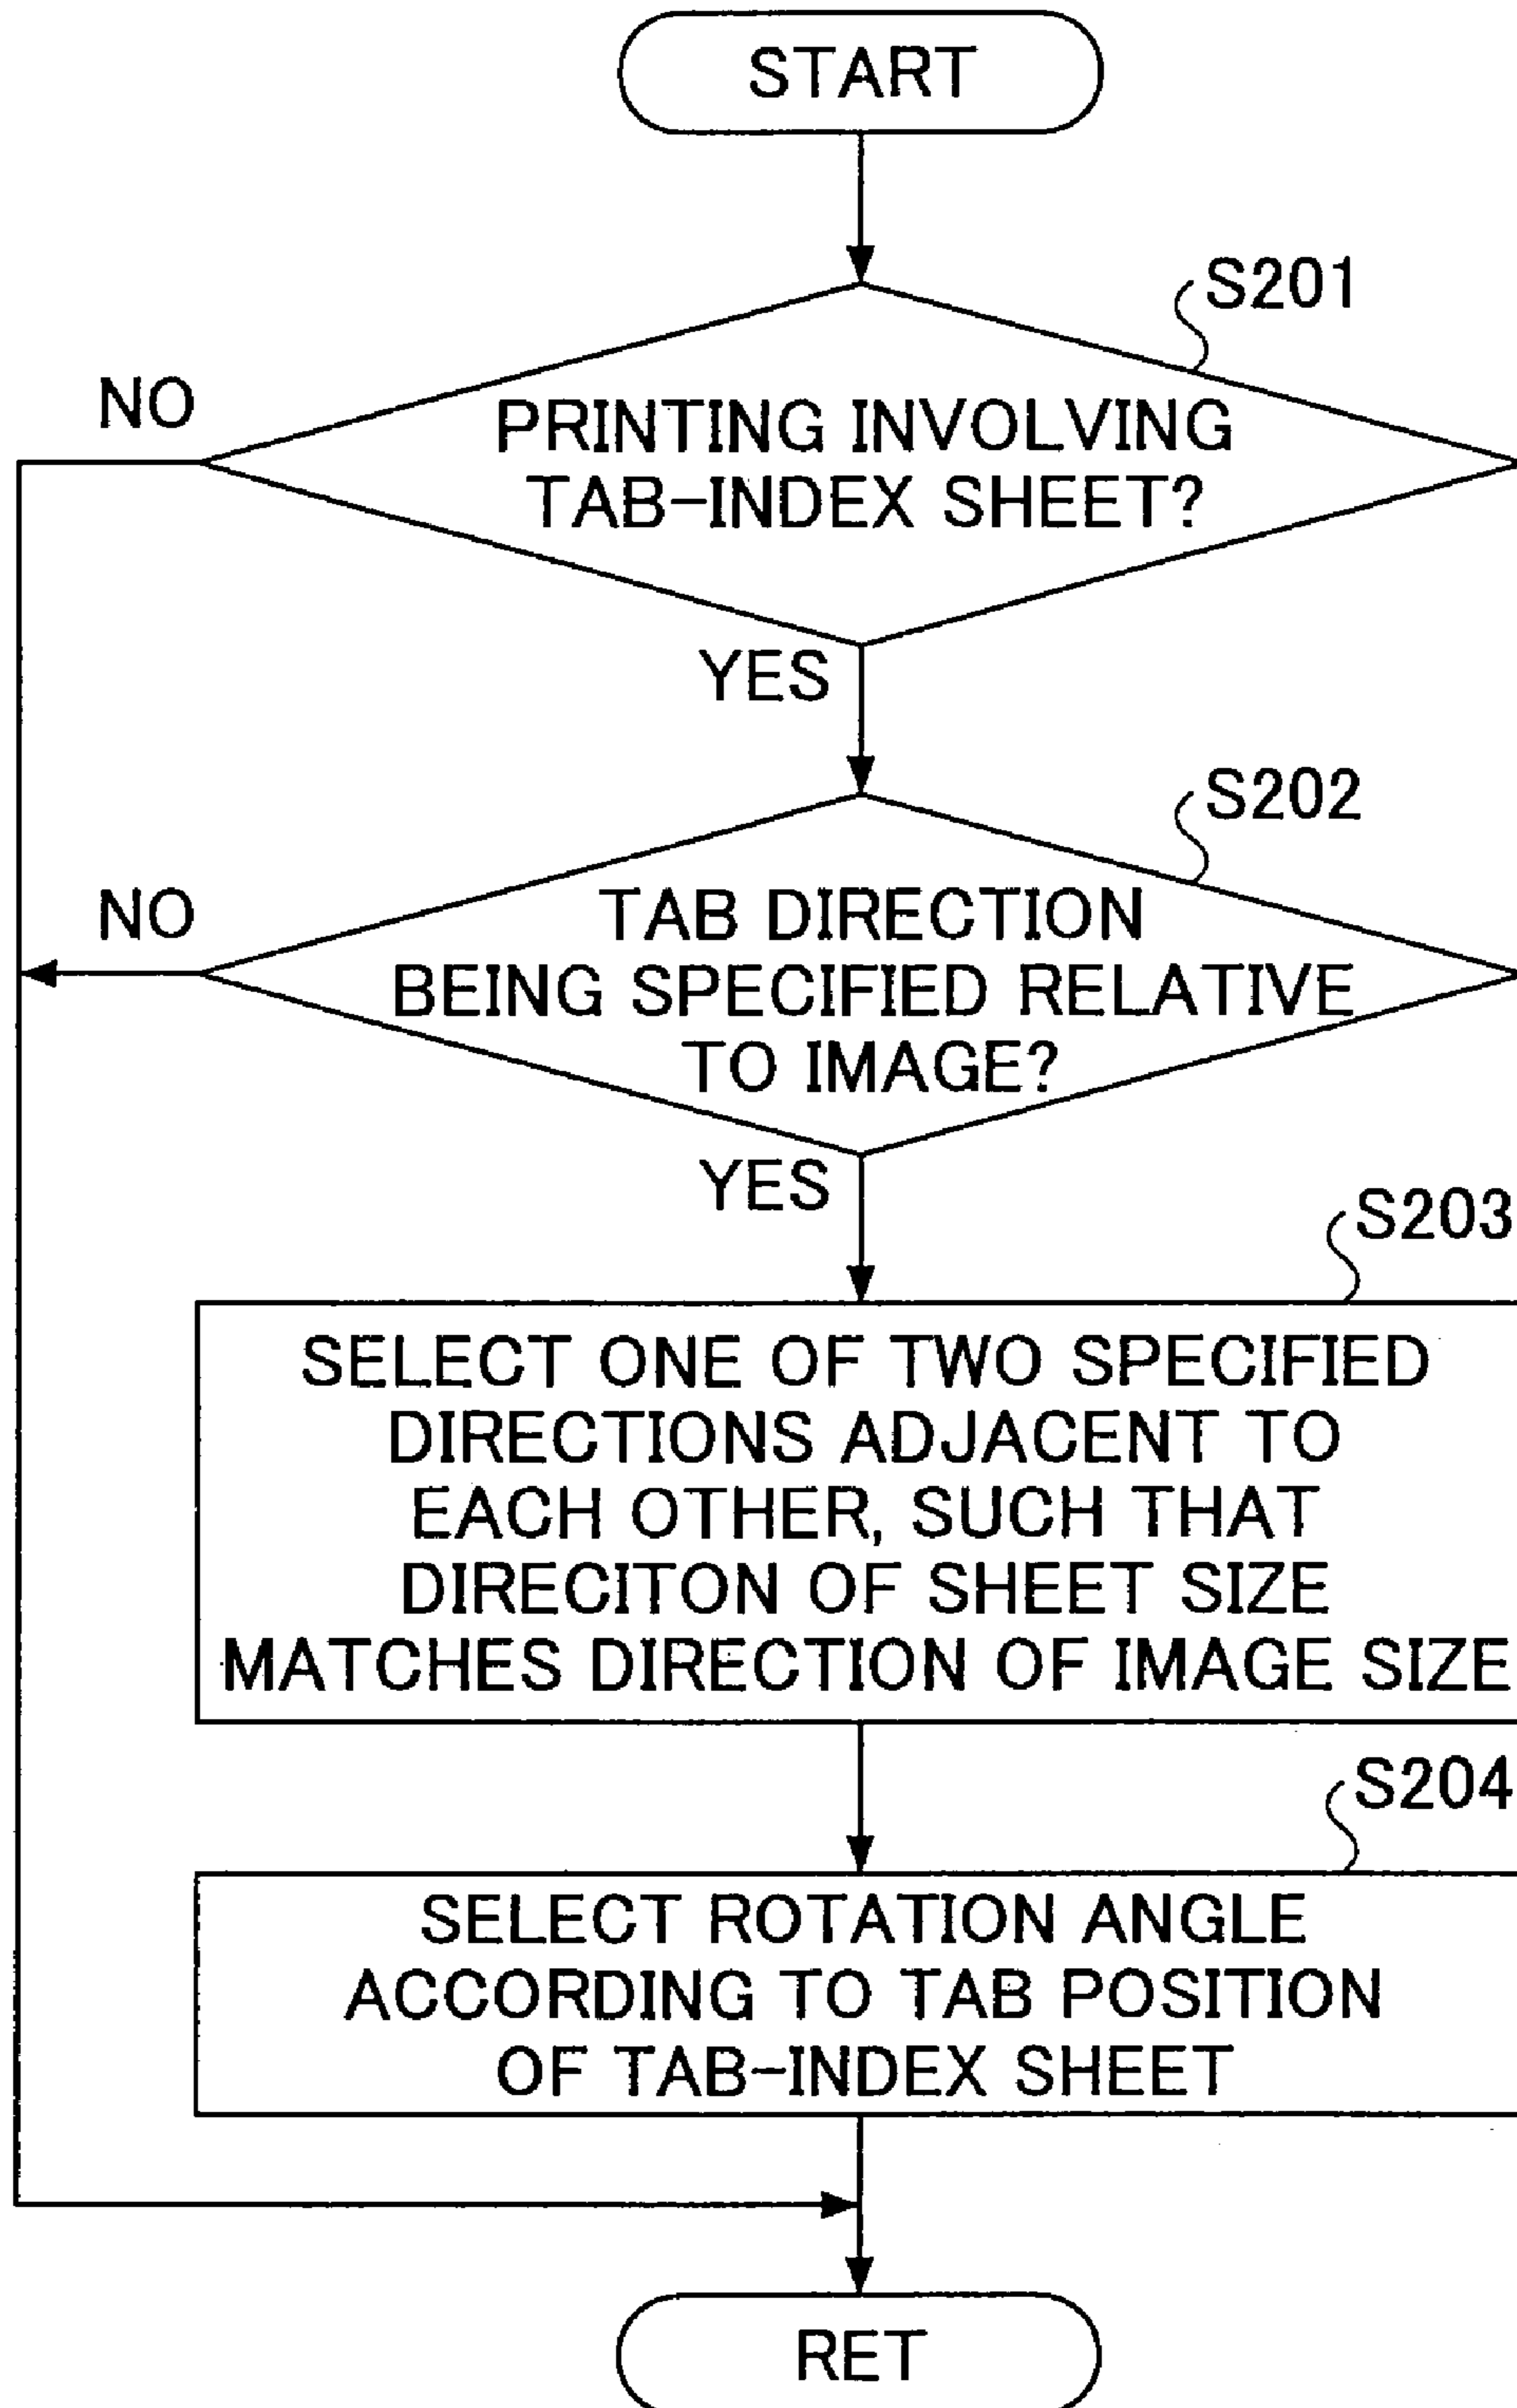 START
S201
NO
PRINTING INVOLVING
TAB-INDEX SHEET?
YES
S202
NO
TAB DIRECTION
BEING SPECIFIED RELATIVE
TO IMAGE?
YES
S203
SELECT ONE OF TWO SPECIFIED
DIRECTIONS ADJACENT TO
EACH OTHER, SUCH THAT
DIRECITON OF SHEET SIZE
MATCHES DIRECTION OF IMAGE SIZE
S204
SELECT ROTATION ANGLE
ACCORDING TO TAB POSITION
OF TAB-INDEX SHEET
RET